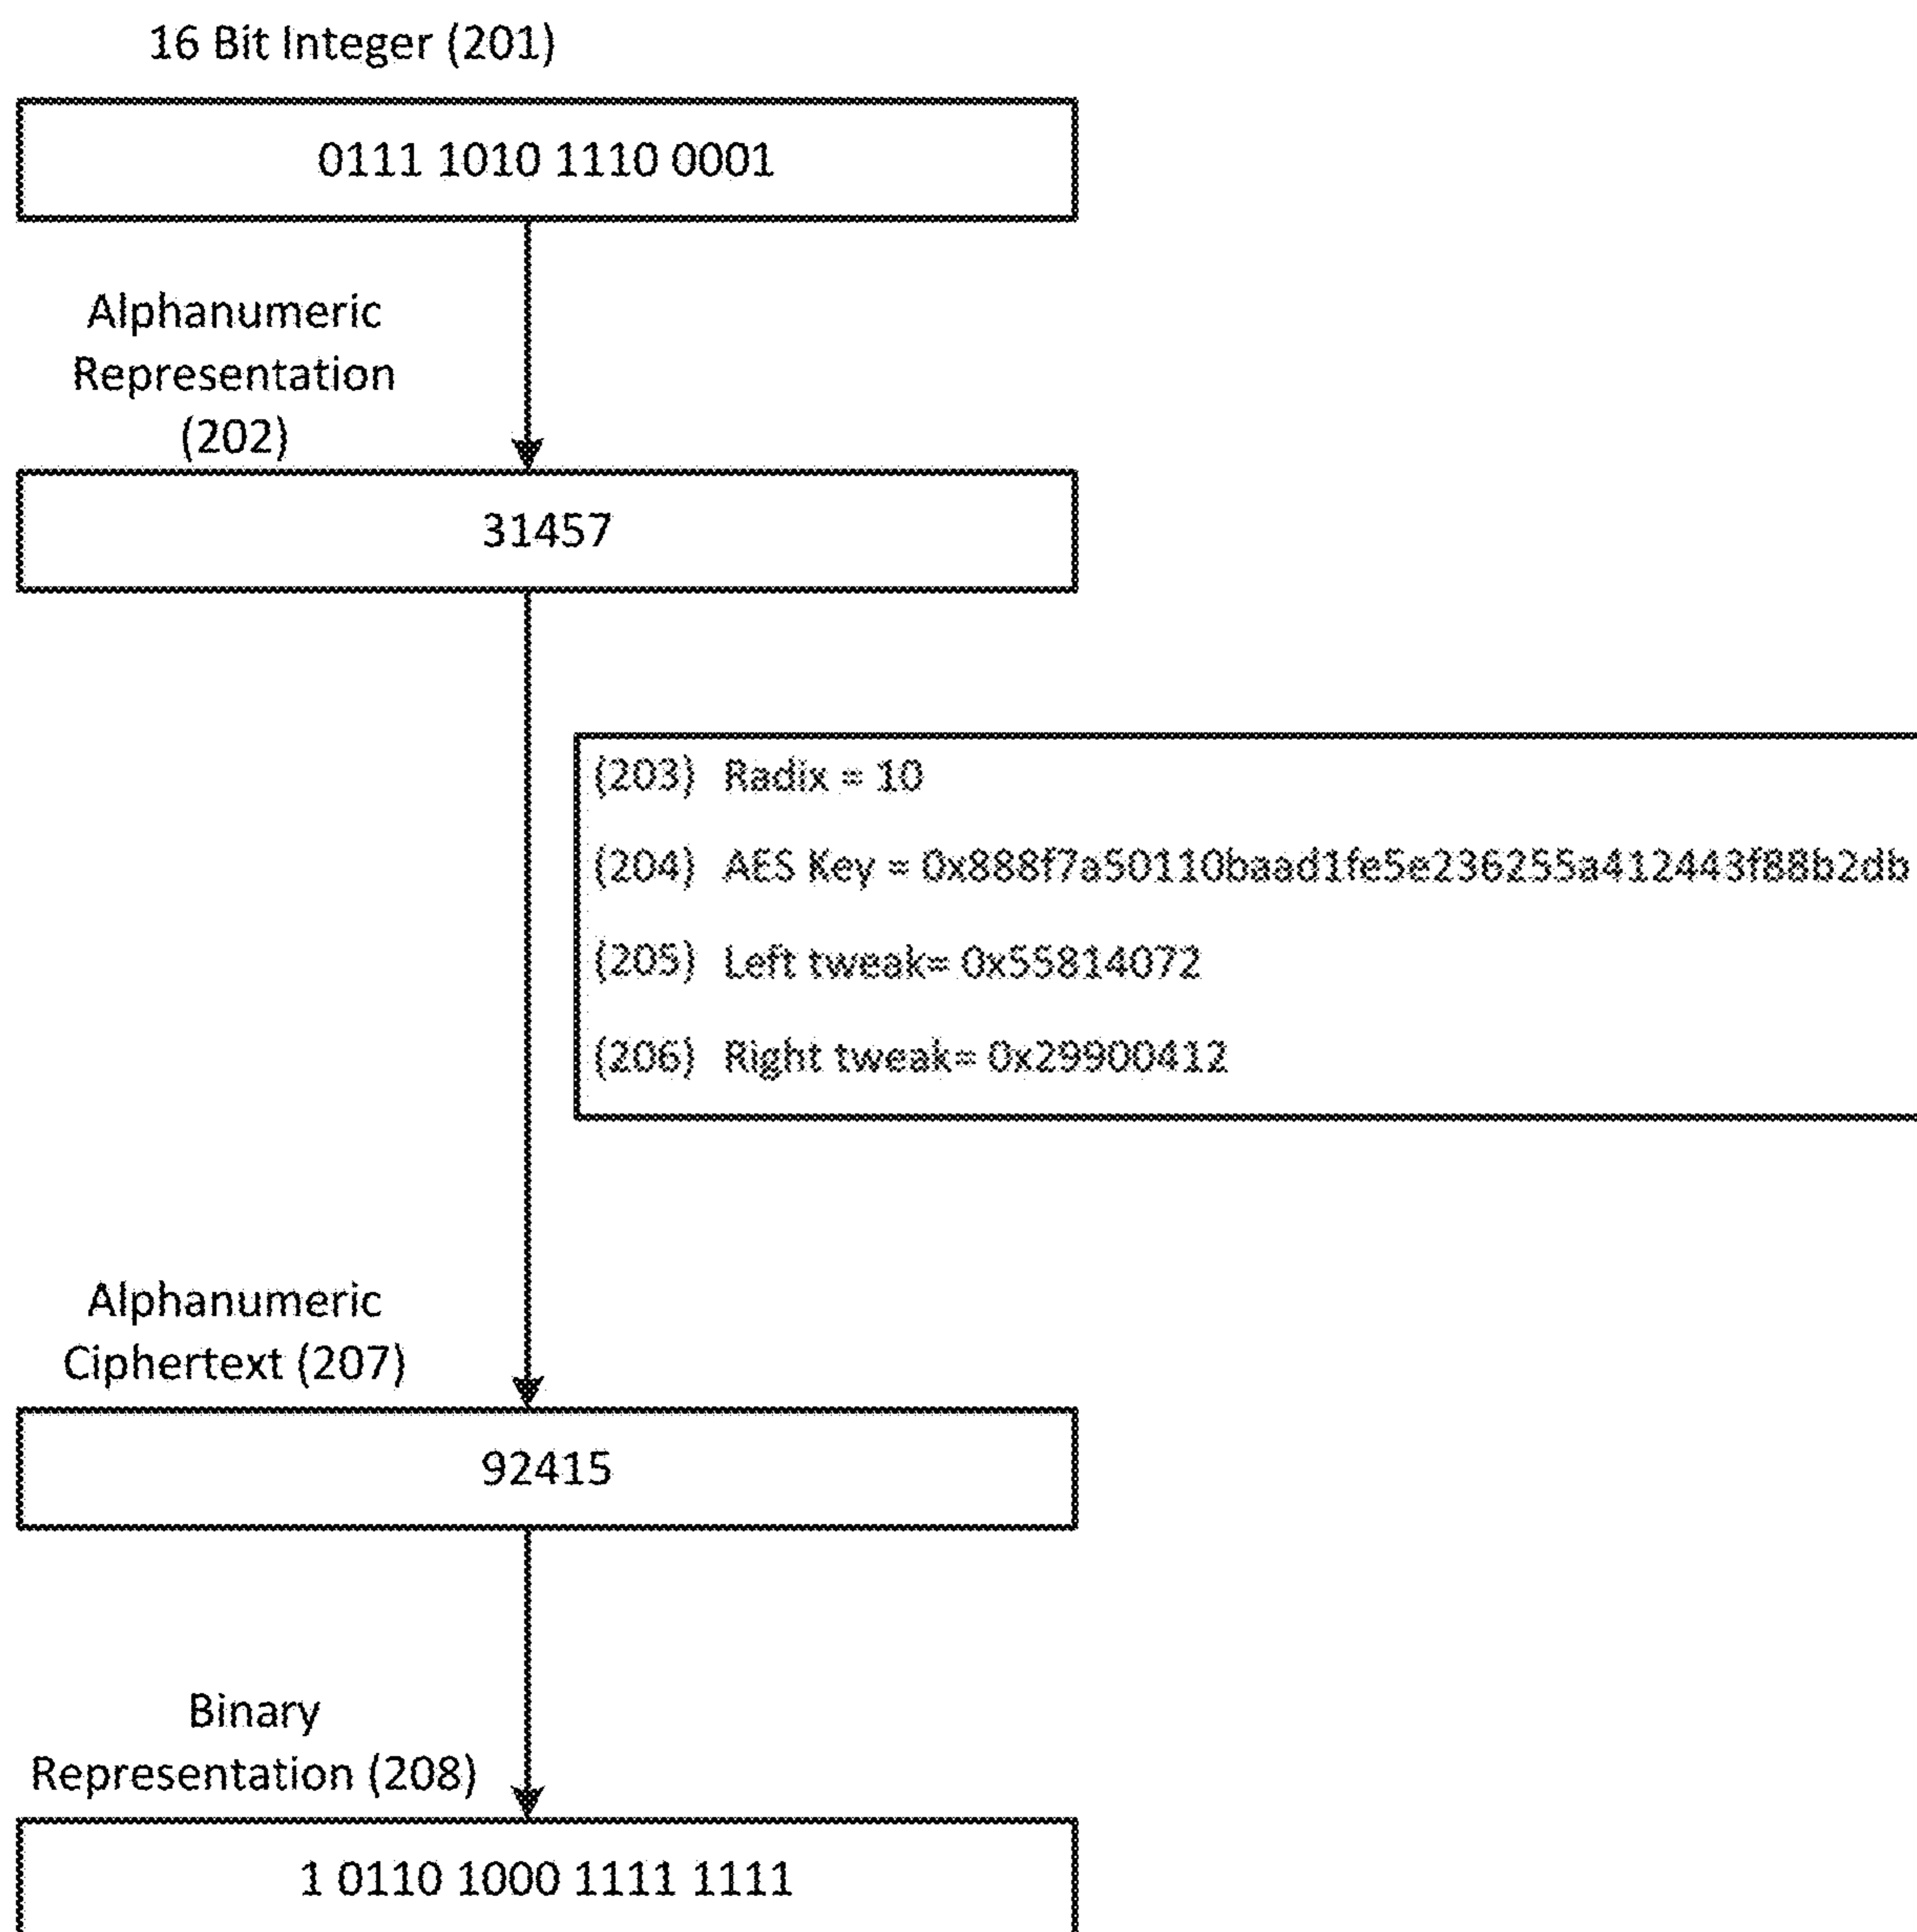 16 Bit Integer (201)
0111 1010 1110 0001
Alphanumeric
Representation
(202)
31457
(203) Radix = 10
(204) AES Key = 0x888f7a50110baad1fe5e236255a412443f88b2db
(205) Left tweak= 0x55814072
(206) Right tweak= 0x29900412
Alphanumeric
Ciphertext (207)
92415
Binary
Representation (208)
1 0110 1000 1111 1111